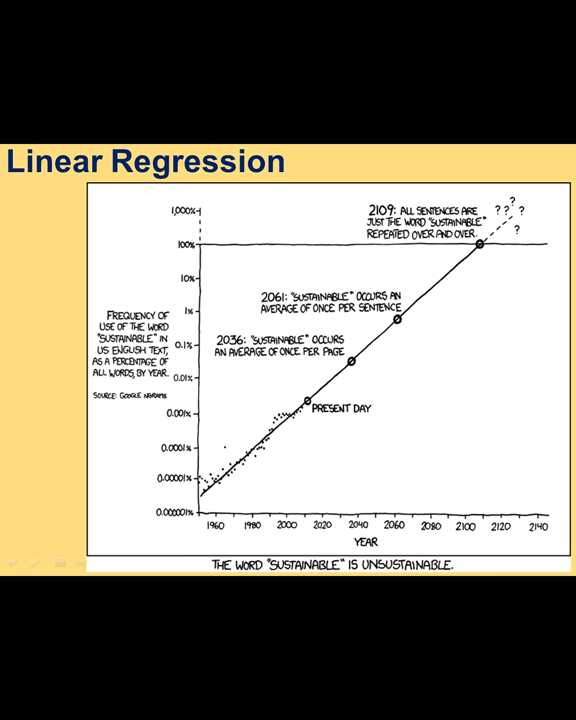 Linear Regression
1,000%
100%
10%
1%
0.1%
0.01%
0.001%
0.0001%
0.00001%
0.000001%
FREQUENCY OF
USE OF THE WORD
"SUSTAINABLE" IN
US ENGLISH TEXT,
AS A PERCENTAGE OF
ALL WORDS, BY YEAR.
SOURCE: GOOGLE NGRAMS
2109: ALL SENTENCES ARE
JUST THE WORD "SUSTAINABLE"
REPEATED OVER AND OVER.
? ? ? ? ?
2061: "SUSTAINABLE" OCCURS AN
AVERAGE OF ONCE PER SENTENCE
2036: "SUSTAINABLE" OCCURS
AN AVERAGE OF ONCE PER PAGE
PRESENT DAY
1960 1980 2000 2020 2040 2060 2080 2100 2120 2140
YEAR
THE WORD "SUSTAINABLE" IS UNSUSTAINABLE.